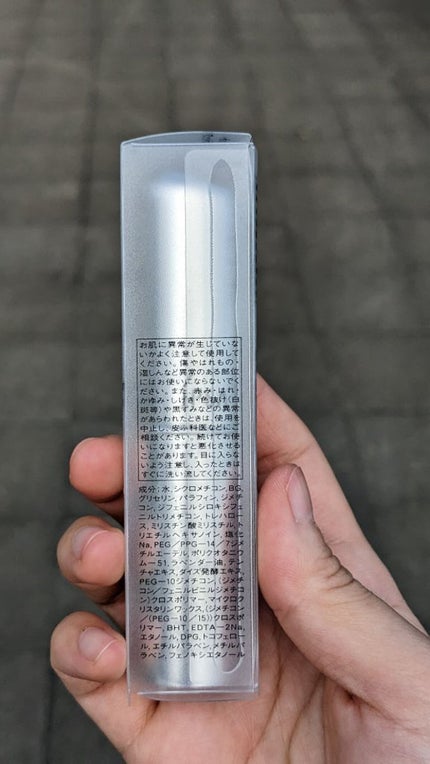 お肌に異常が生じていな
いかよく注意して使用して
ください。傷やはれもの・
湿しんなど異常のある部位
にはお使いにならないでく
ださい。また、赤み・はれ・
かゆみ・しげき・色抜け(白
斑等)や黒ずみなどの異常
があらわれたときは、使用を
中止し、皮ふ科医などにご
相談ください。続けてお使
いになりますと悪化させる
ことがあります。目に入らな
いよう注意し、入ったときは
すぐに洗い流してください。
成分:水、シクロメチコン、BG、
グリセリン、パラフィン、ジメチ
コン、ジフェニルシロキシフェ
ニルトリメチコン、トレハロー
ス、ミリスチン酸ミリスチル、ト
リエチルヘキサノイン、塩化
Na、PEG/PPG-14/7ジメ
チルエーテル、ポリクオタニウ
ム-51、ラベンダー油、テン
チャエキス、ダイズ発酵エキス、
PEG-10ジメチコン、(ジメチ
コン/フェニルビニルジメチコ
ン)クロスポリマー、マイクロク
リスタリンワックス、(ジメチコン
/(PEG-10/15))クロスポ
リマー、BHT、EDTA-2Na、
エタノール、DPG、トコフェロ
ール、エチルパラベン、メチルパ
ラベン、フェノキシエタノール